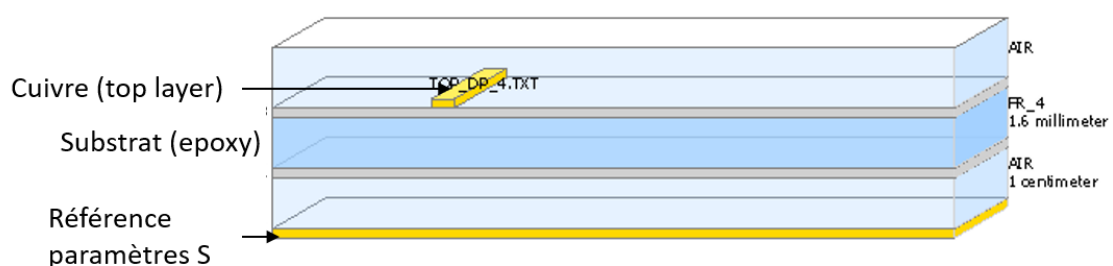 AIR
Cuivre (top layer)
TOP_DP_4.TXT
FR_4
1.6 millimeter
Substrat (epoxy)
AIR
1 centimeter
Référence
paramètres S